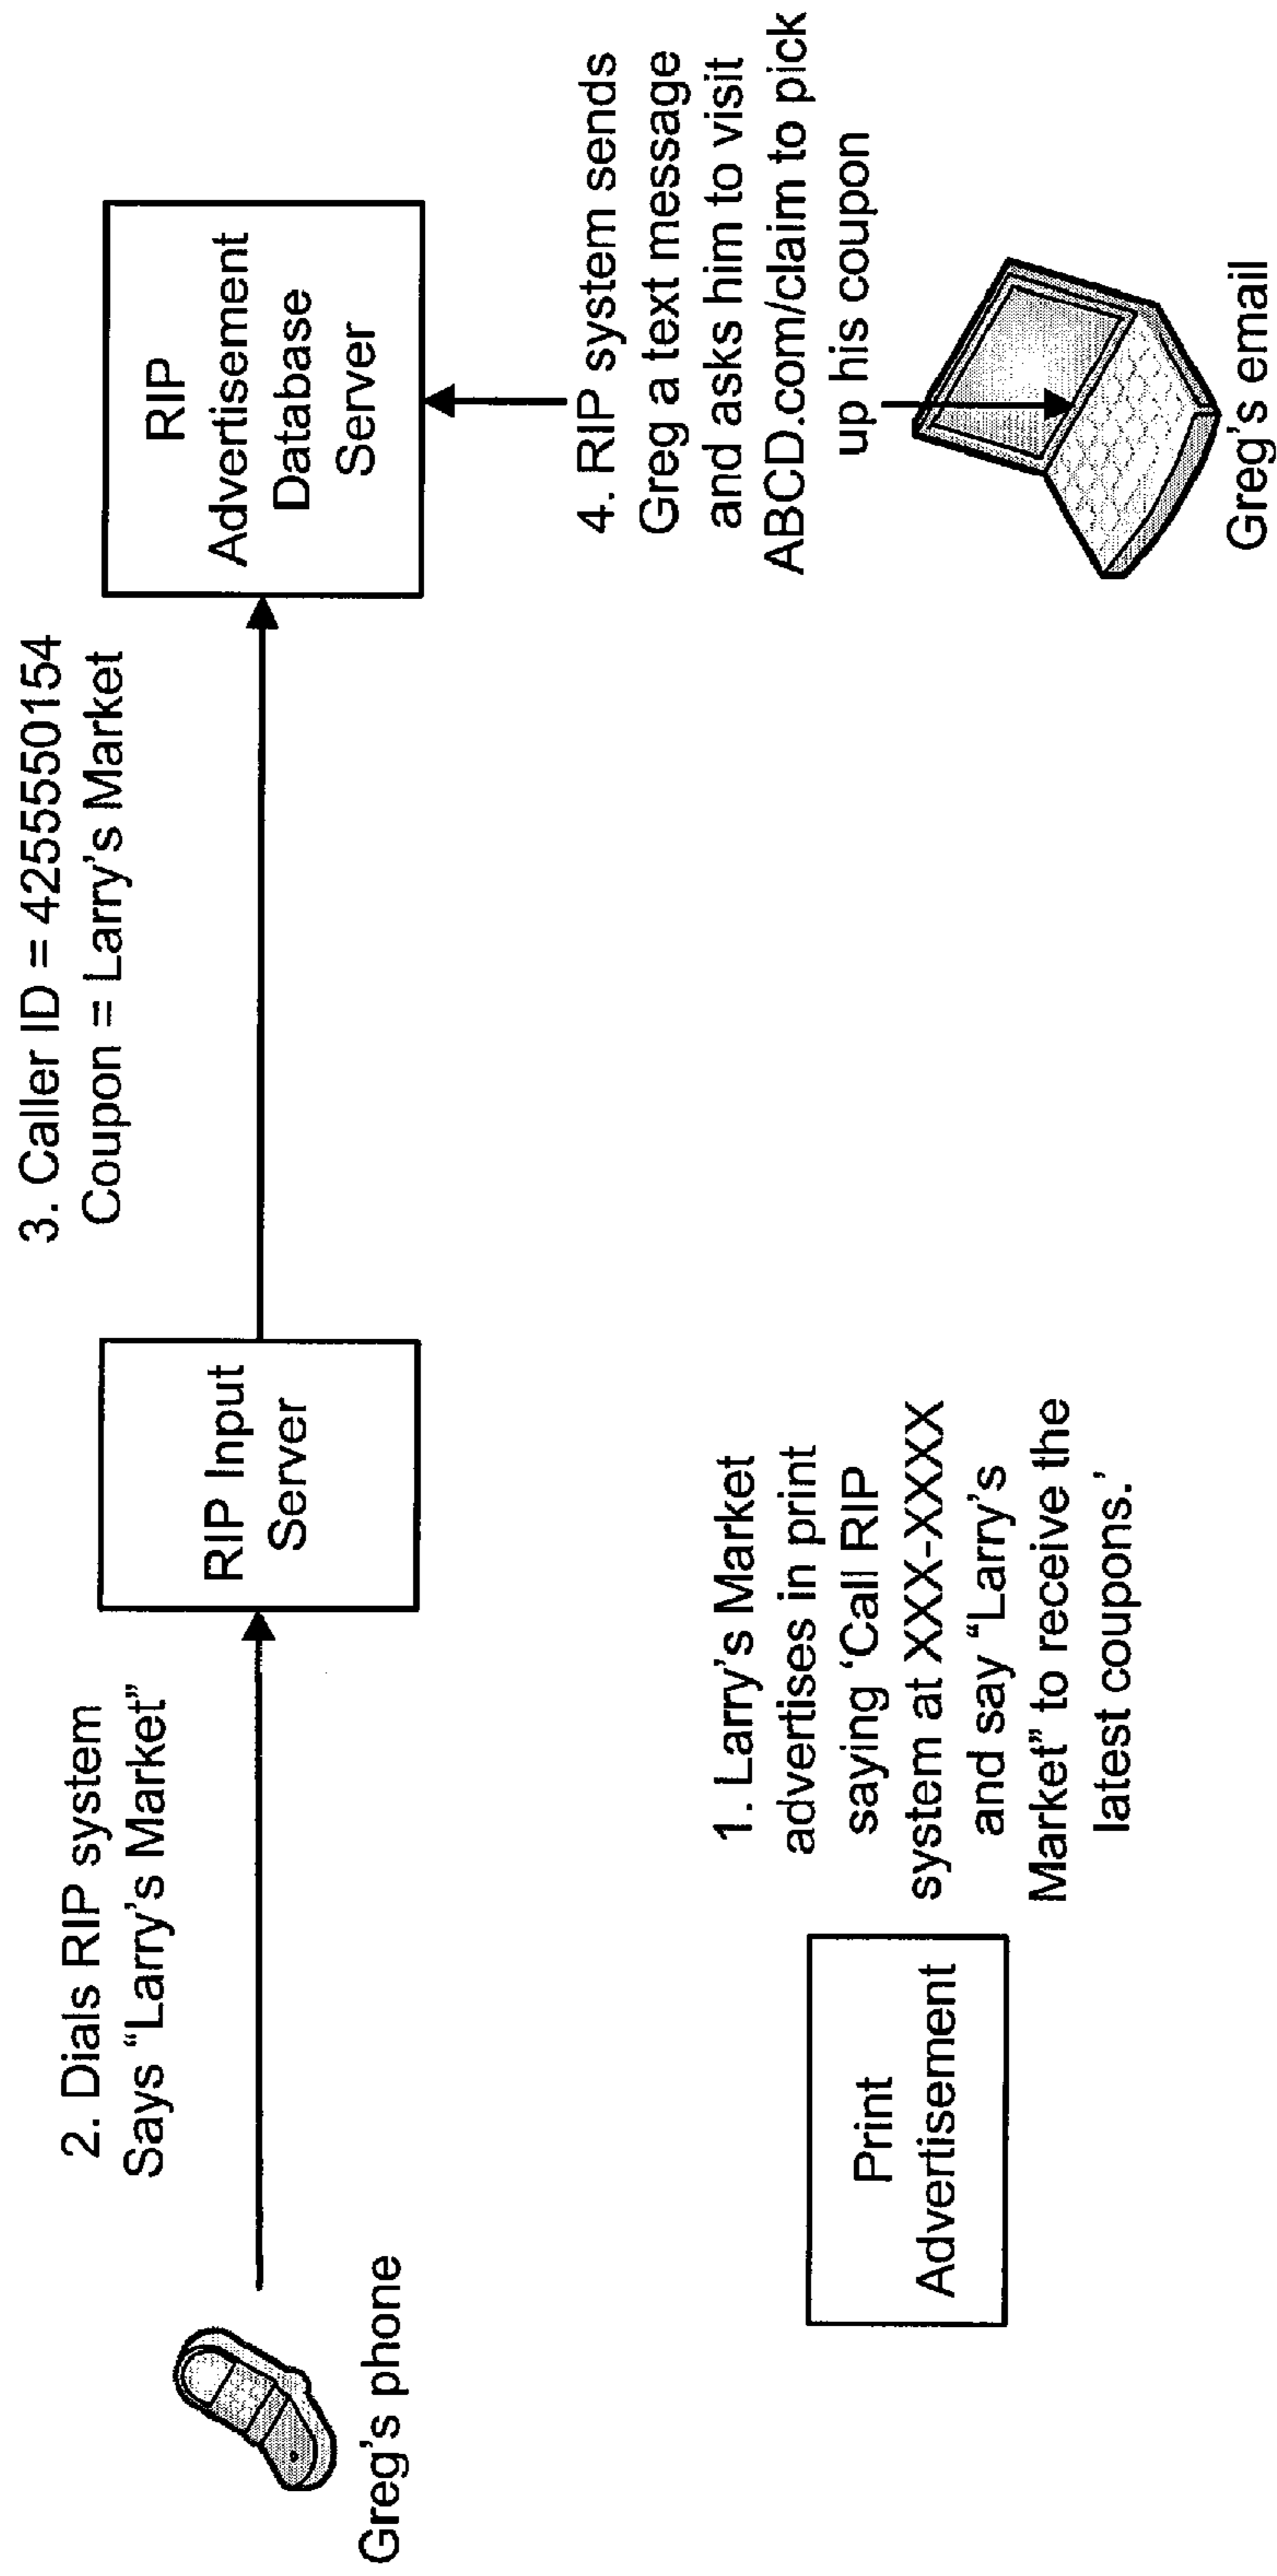 2. Dials RIP system
Says “Larry’s Market”
Greg’s phone
RIP Input
Server
3. Caller ID = 4255550154
Coupon = Larry’s Market
RIP
Advertisement
Database
Server
Print
Advertisement
1. Larry’s Market
advertises in print
saying ‘Call RIP
system at XXX-XXXX
and say “Larry’s
Market” to receive the
latest coupons.’
4. RIP system sends
Greg a text message
and asks him to visit
ABCD.com/claim to pick
up his coupon
Greg’s email